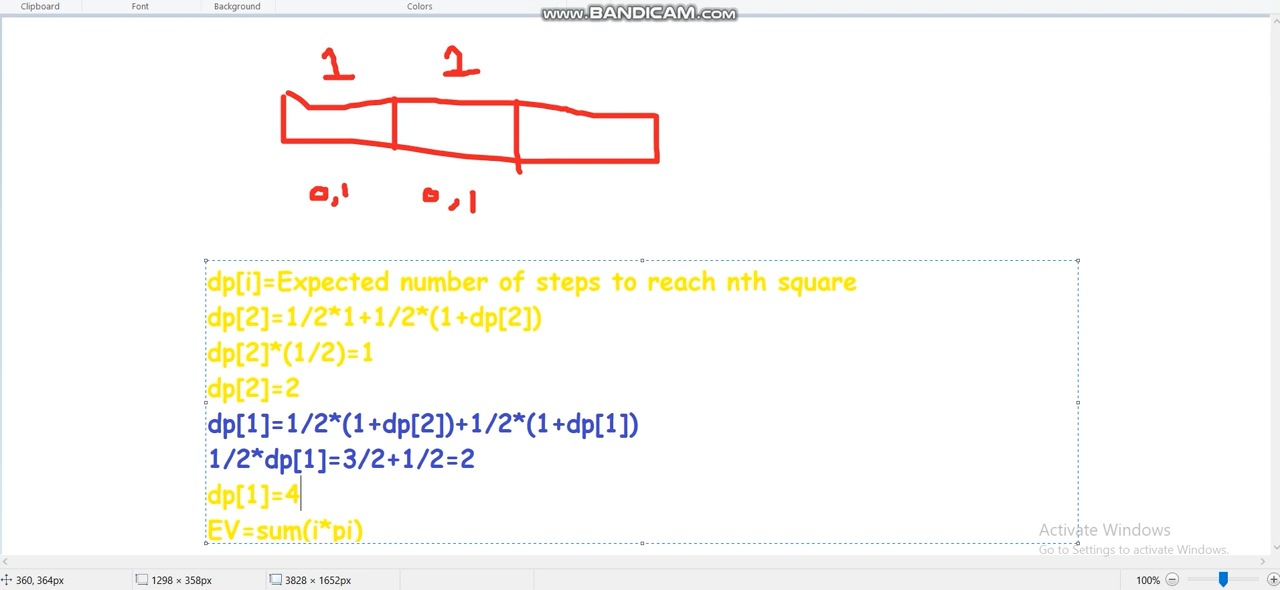 Clipboard Font Background Colors
www.BANDICAM.com
1 1
0,1 0,1
dp[i]=Expected number of steps to reach nth square
dp[2]=1/2*1+1/2*(1+dp[2])
dp[2]*(1/2)=1
dp[2]=2
dp[1]=1/2*(1+dp[2])+1/2*(1+dp[1])
1/2*dp[1]=3/2+1/2=2
dp[1]=4
EV=sum(i*pi)
Activate Windows
Go to Settings to activate Windows.
360, 364px 1298 × 358px 3828 × 1652px 100%